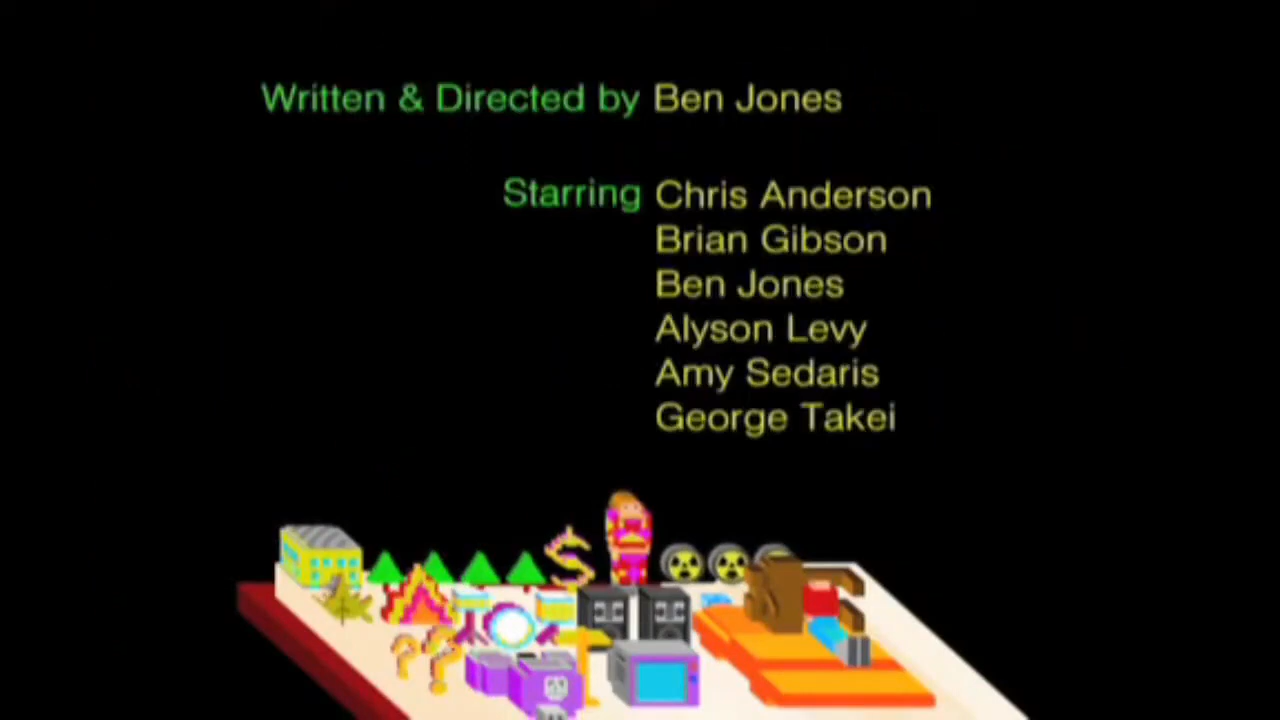 Written & Directed by Ben Jones
Starring Chris Anderson
Brian Gibson
Ben Jones
Alyson Levy
Amy Sedaris
George Takei